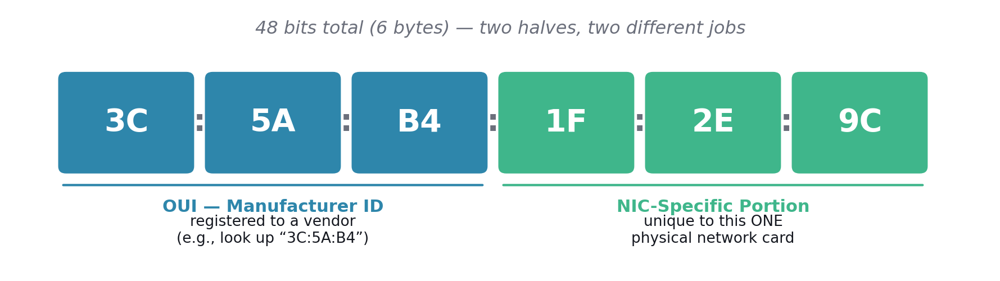 48 bits total (6 bytes) — two halves, two different jobs
3C : 5A : B4 : 1F : 2E : 9C
OUI — Manufacturer ID
registered to a vendor
(e.g., look up “3C:5A:B4”)
NIC-Specific Portion
unique to this ONE
physical network card